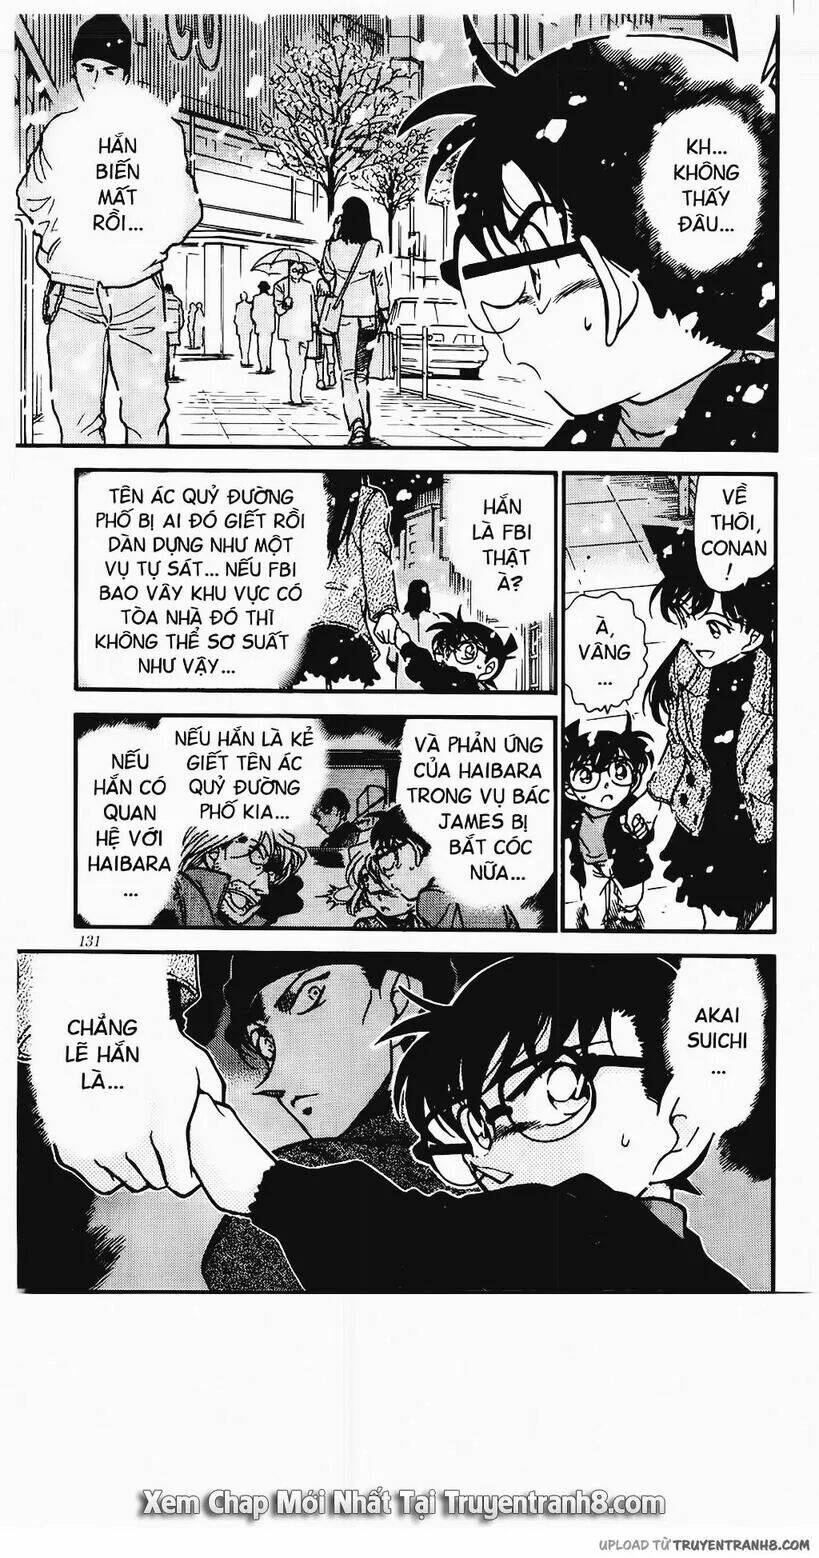 CO
KH...
KHÔNG
THẤY
ĐÂU...
HẮN
BIẾN
MẤT
RỒI...
VỀ
THÔI,
CONAN
!
À,
VÂNG
...
HẮN
LÀ FBI
THẬT
À?
TÊN ÁC QUỶ ĐƯỜNG
PHỐ BỊ AI ĐÓ GIẾT RỒI
DÀN DỰNG NHƯ MỘT
VỤ TỰ SÁT... NẾU FBI
BAO VÂY KHU VỰC CÓ
TÒA NHÀ ĐÓ THÌ
KHÔNG THỂ SƠ SUẤT
NHƯ VẬY...
VÀ PHẢN ỨNG
CỦA HAIBARA
TRONG VỤ BÁC
JAMES BỊ
BẮT CÓC
NỮA...
NẾU HẮN LÀ KẺ
GIẾT TÊN ÁC
QUỶ ĐƯỜNG
PHỐ KIA...
NẾU
HẮN CÓ
QUAN
HỆ VỚI
HAIBARA
...
131
AKAI
SUICHI
...
CHẲNG
LẼ HẮN
LÀ...
Xem Chap Mới Nhất Tại Truyentranh8.com
UPLOAD TỪ TRUYENTRANH8.COM